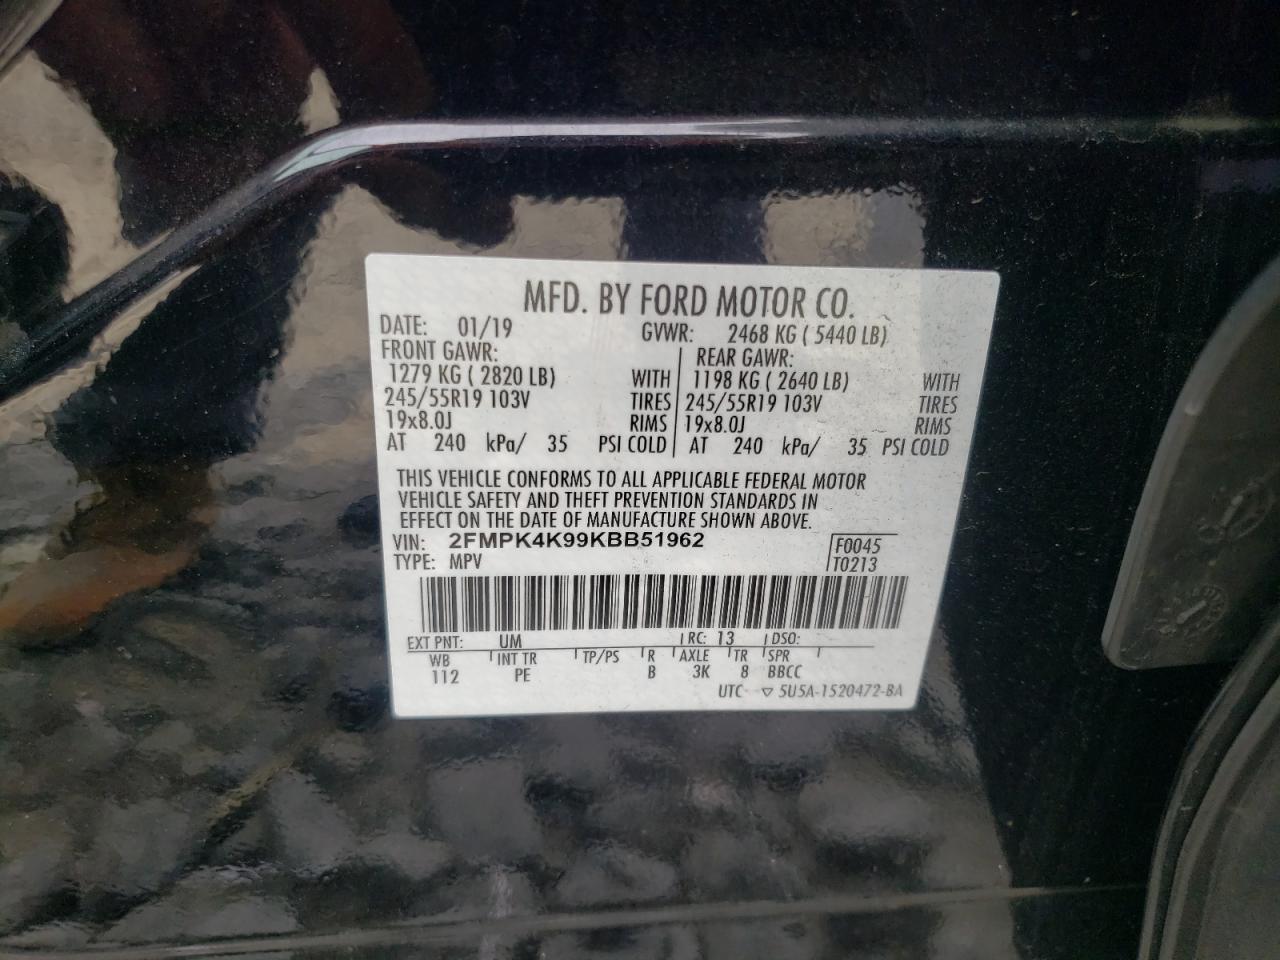 MFD. BY FORD MOTOR CO.
DATE: 01/19 GVWR: 2468 KG ( 5440 LB)
FRONT GAWR: REAR GAWR:
1279 KG ( 2820 LB) WITH 1198 KG ( 2640 LB) WITH
245/55R19 103V TIRES 245/55R19 103V TIRES
19x8.0J RIMS 19x8.0J RIMS
AT 240 kPa/ 35 PSI COLD AT 240 kPa/ 35 PSI COLD
THIS VEHICLE CONFORMS TO ALL APPLICABLE FEDERAL MOTOR
VEHICLE SAFETY AND THEFT PREVENTION STANDARDS IN
EFFECT ON THE DATE OF MANUFACTURE SHOWN ABOVE.
VIN: 2FMPK4K99KBB51962 F0045
TYPE: MPV T0213
EXT PNT: UM RC: 13 DSO:
WB INT TR TP/PS R AXLE TR SPR
112 PE B 3K 8 BBCC
UTC ▽ 5U5A-1520472-BA